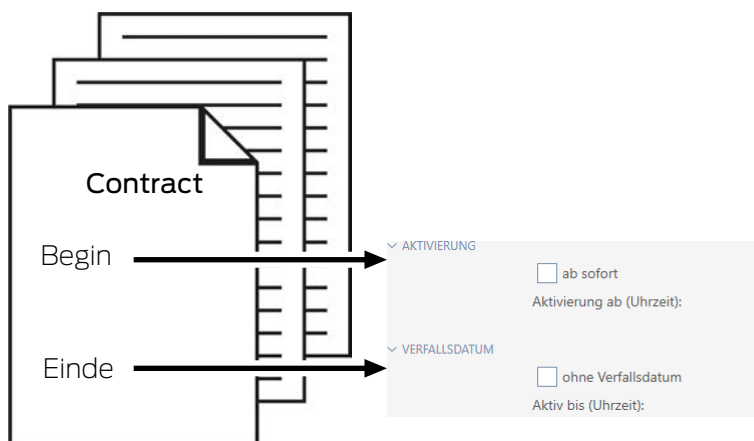 Contract
Begin
AKTIVIERUNG
ab sofort
Aktivierung ab (Uhrzeit):
Einde
VERFALLSDATUM
ohne Verfallsdatum
Aktiv bis (Uhrzeit):